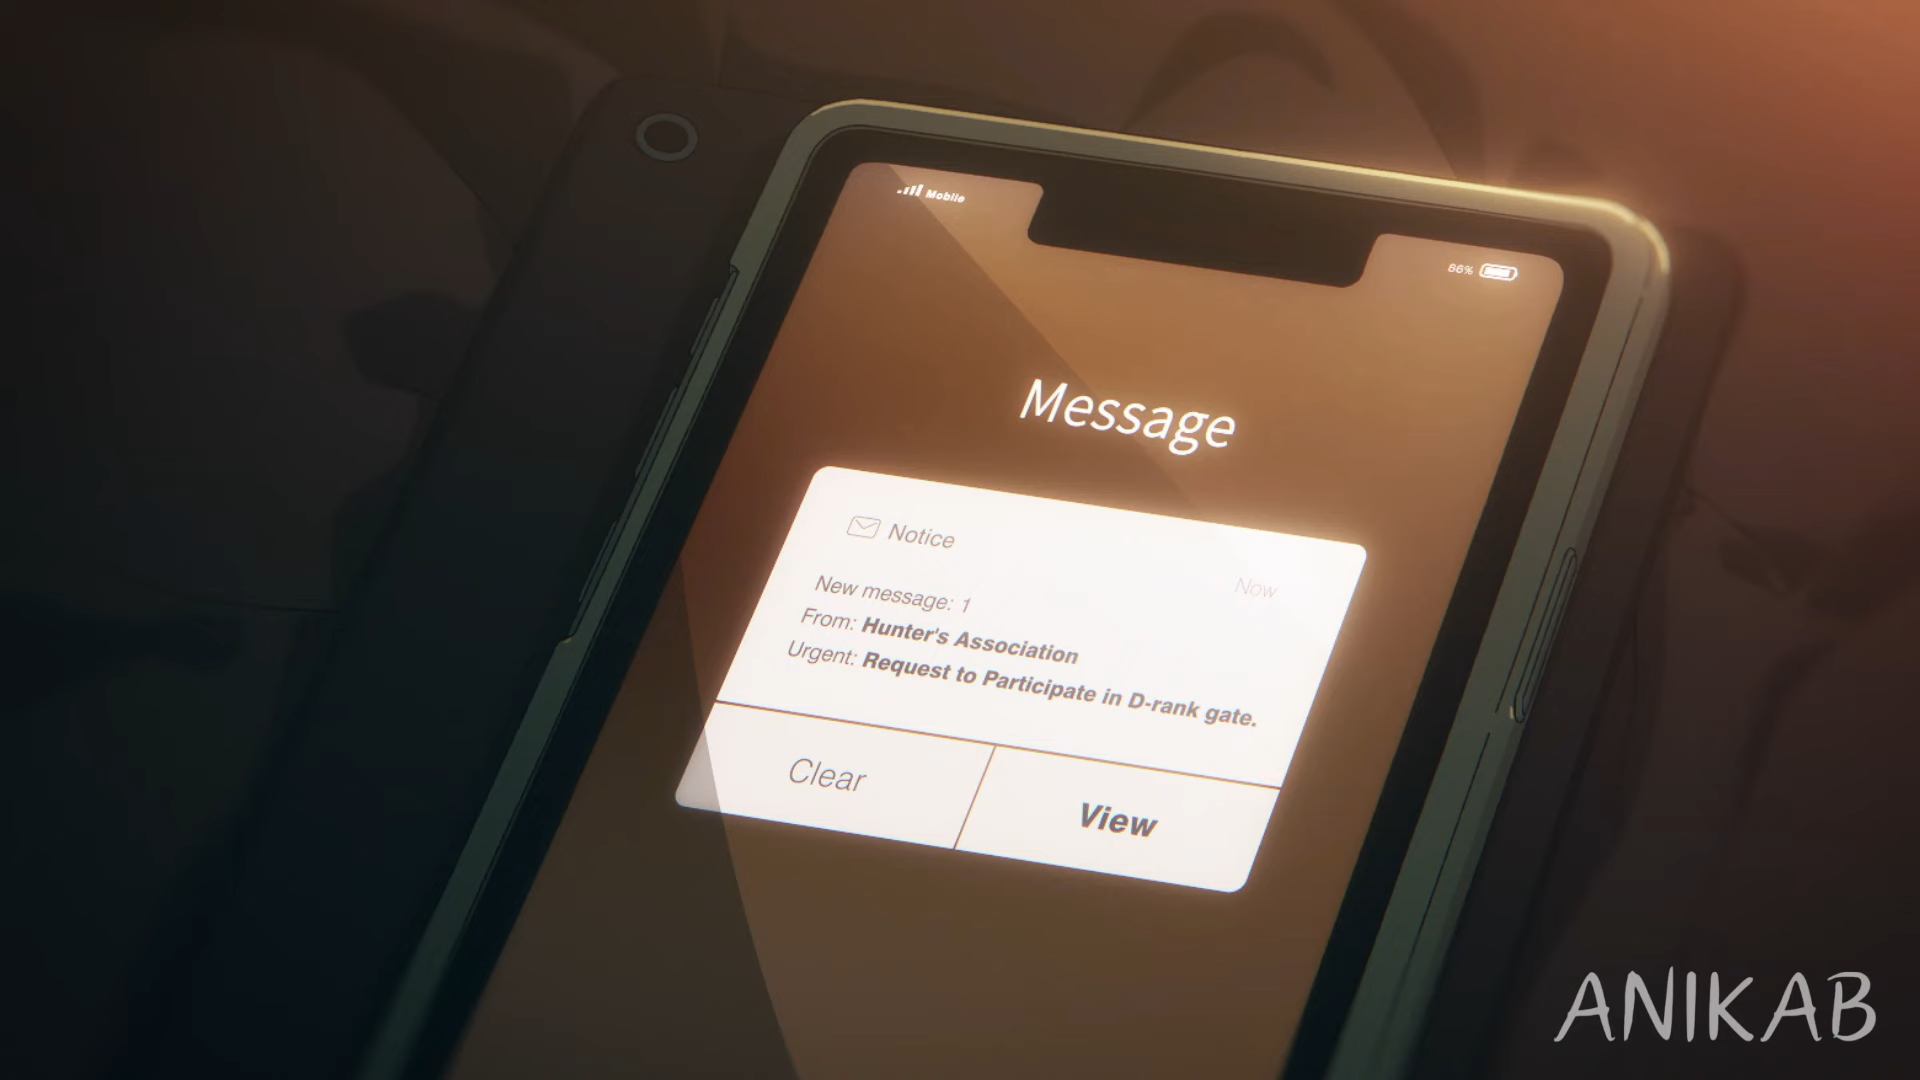 Mobile
86%
Message
Notice
Now
New message: 1
From: Hunter's Association
Urgent: Request to Participate in D-rank gate.
Clear
View
ANIKAB